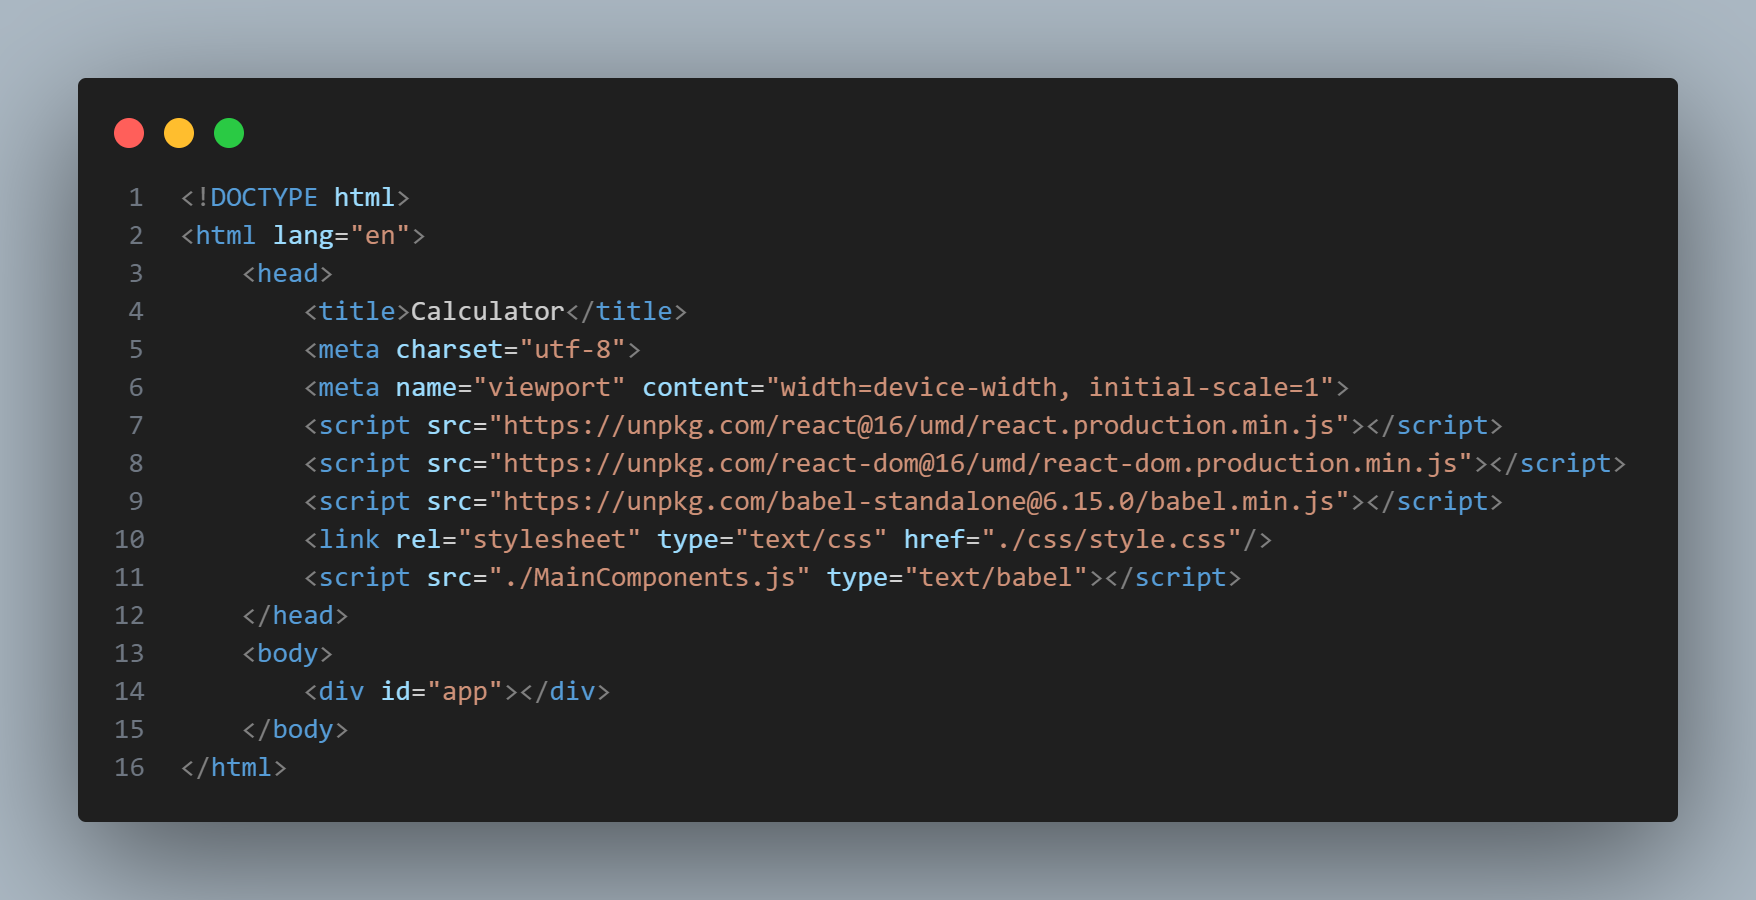 1 <!DOCTYPE html>
2 <html lang="en">
3     <head>
4         <title>Calculator</title>
5         <meta charset="utf-8">
6         <meta name="viewport" content="width=device-width, initial-scale=1">
7         <script src="https://unpkg.com/react@16/umd/react.production.min.js"></script>
8         <script src="https://unpkg.com/react-dom@16/umd/react-dom.production.min.js"></script>
9         <script src="https://unpkg.com/babel-standalone@6.15.0/babel.min.js"></script>
10         <link rel="stylesheet" type="text/css" href="./css/style.css"/>
11         <script src="./MainComponents.js" type="text/babel"></script>
12     </head>
13     <body>
14         <div id="app"></div>
15     </body>
16 </html>